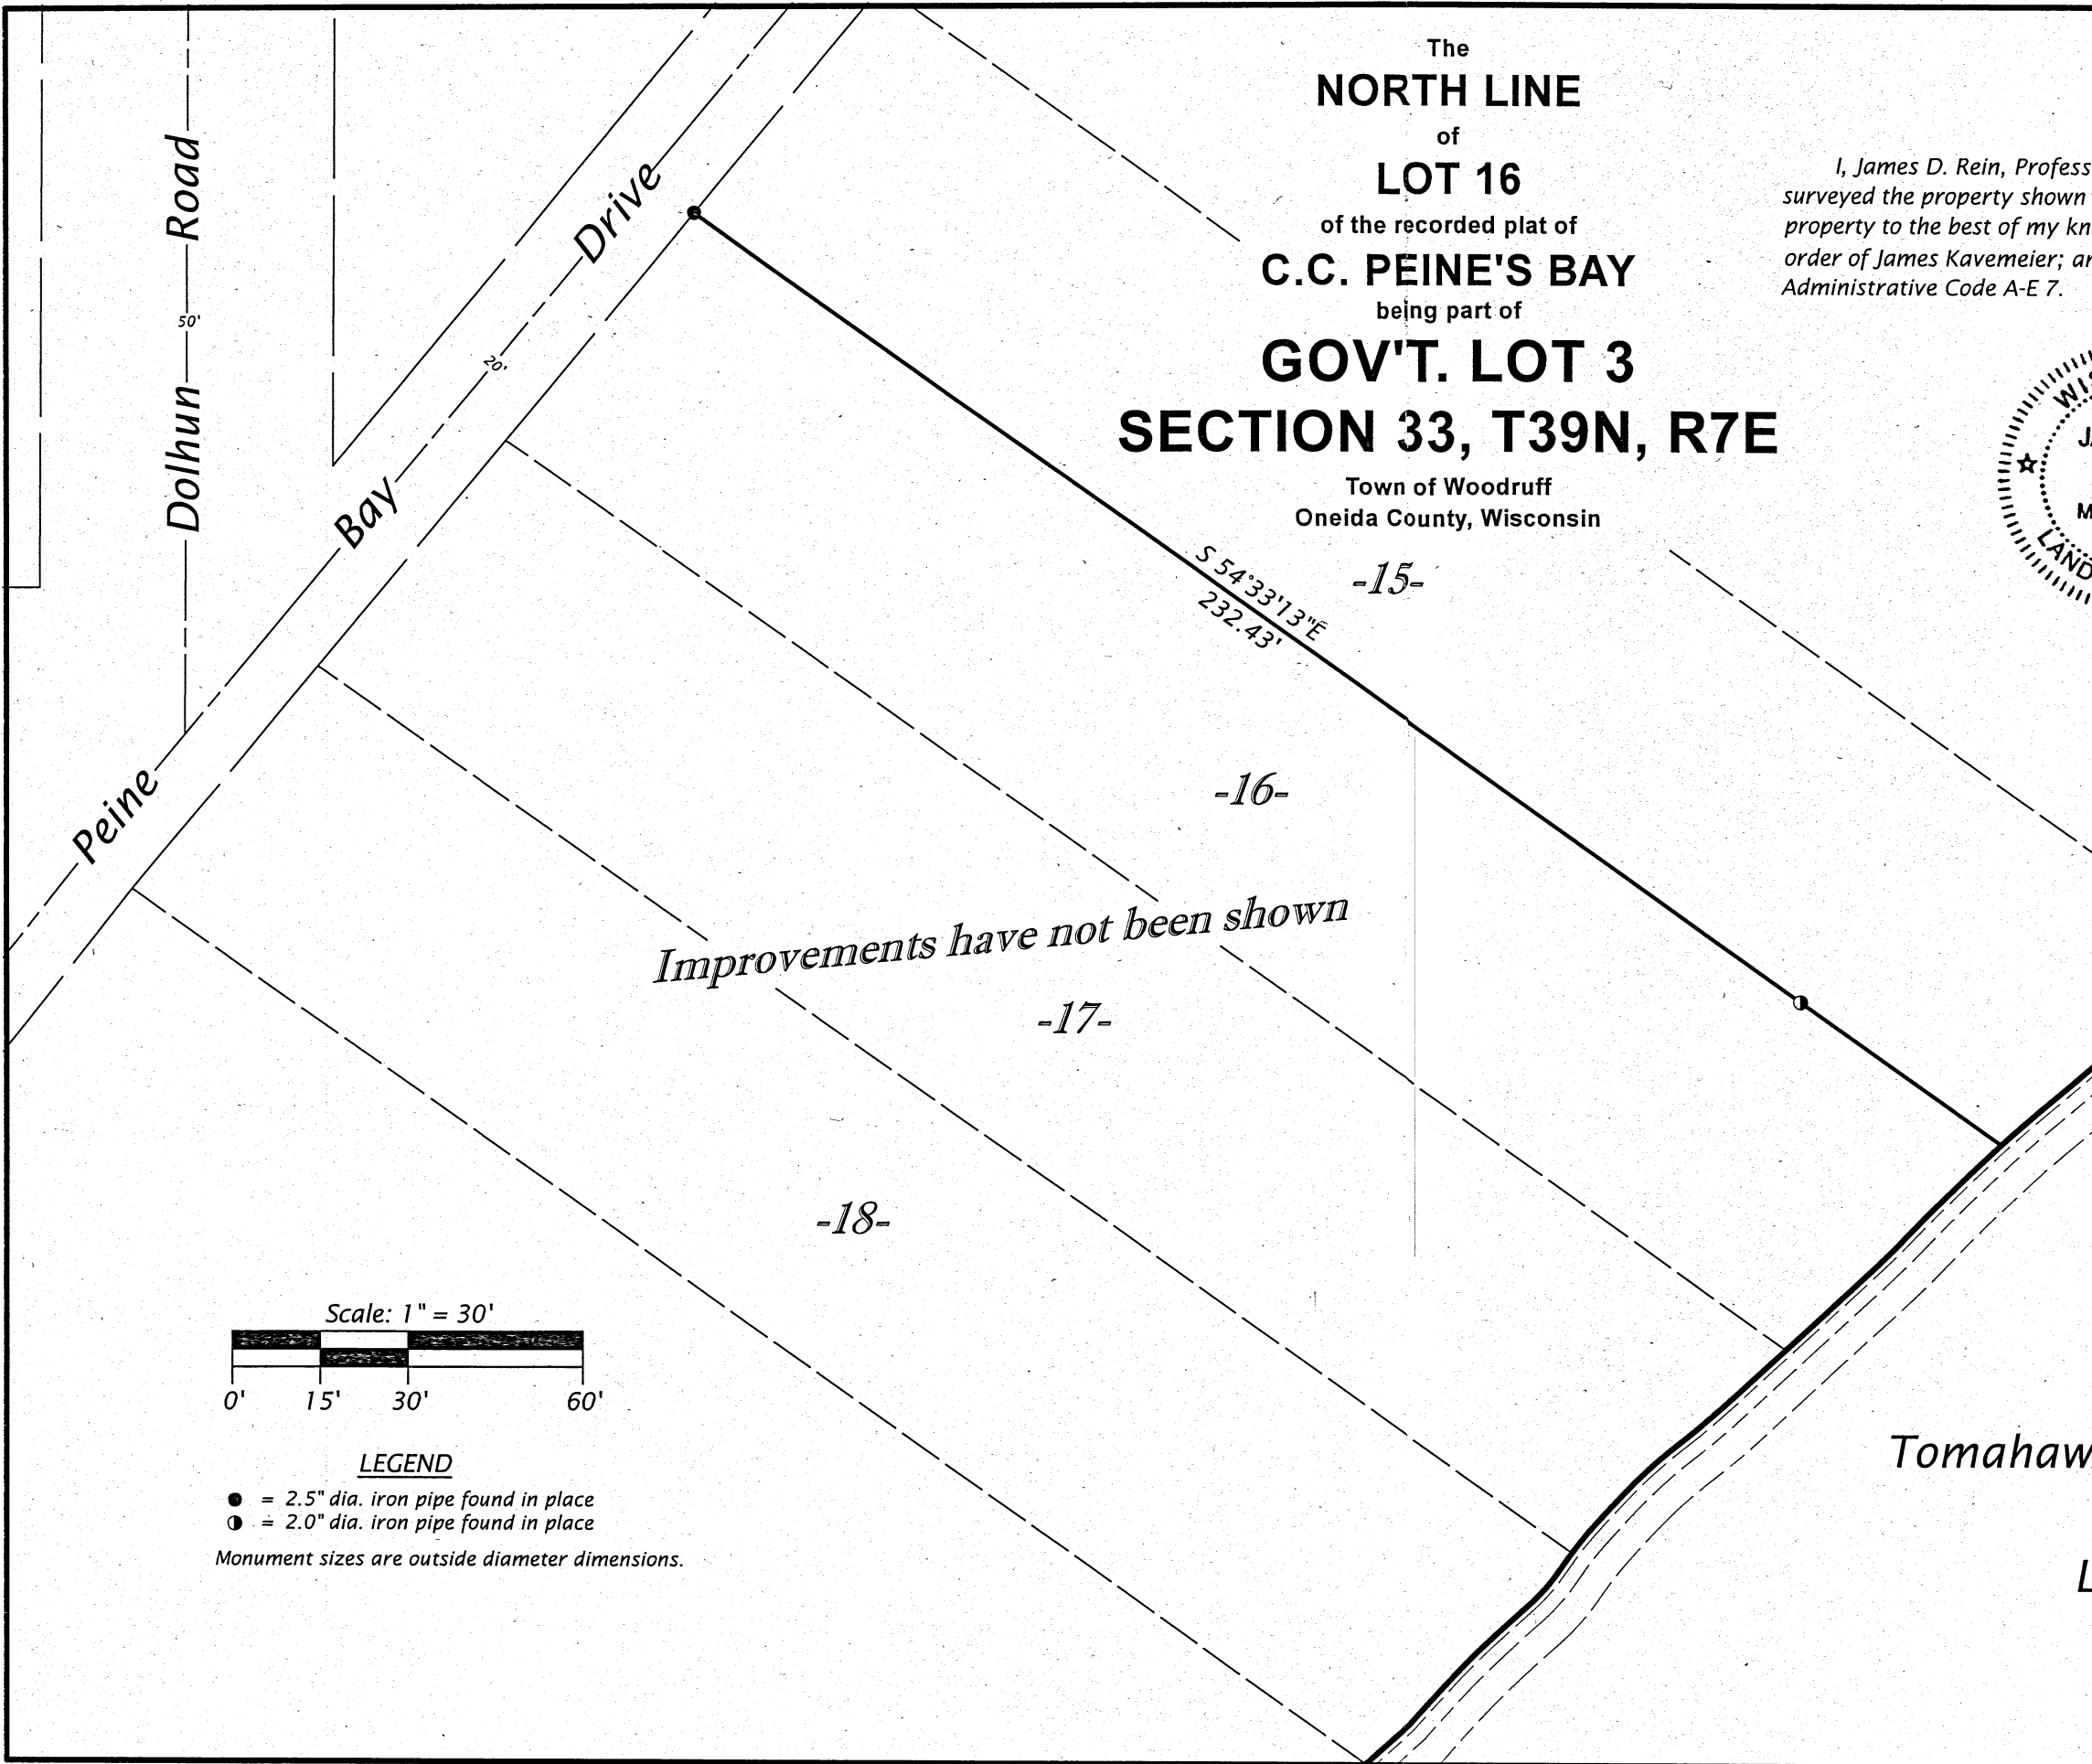 The
NORTH LINE
of
LOT 16
of the recorded plat of
C.C. PEINE'S BAY
being part of
GOV'T. LOT 3
SECTION 33, T39N, R7E
Town of Woodruff
Oneida County, Wisconsin
I, James D. Rein, Profess
surveyed the property shown
property to the best of my kn
order of James Kavemeier; ar
Administrative Code A-E 7.
WIS
JA
M
LAND
Dolhun Road
50'
Peine Bay Drive
20'
S 54°33'13"E
232.43'
-15-
-16-
Improvements have not been shown
-17-
-18-
Scale: 1" = 30'
0' 15' 30' 60'
LEGEND
= 2.5" dia. iron pipe found in place
= 2.0" dia. iron pipe found in place
Monument sizes are outside diameter dimensions.
Tomahaw
L